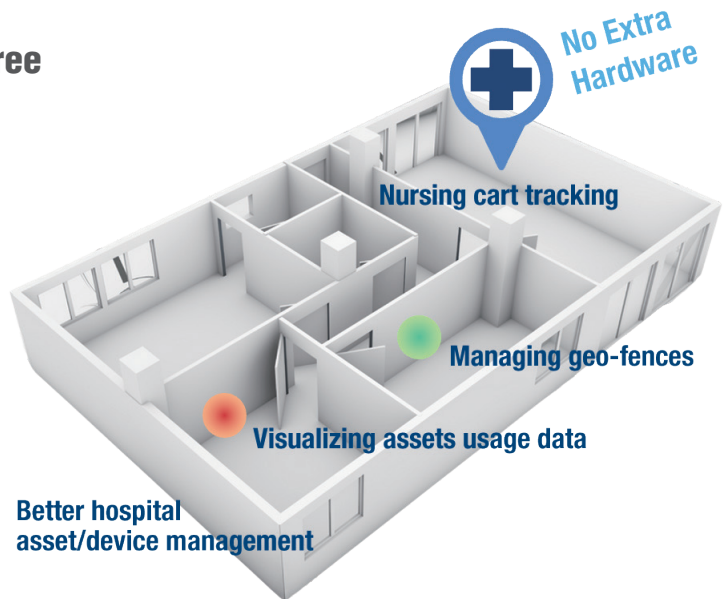 ree
No Extra
Hardware
Nursing cart tracking
Managing geo-fences
Visualizing assets usage data
Better hospital
asset/device management